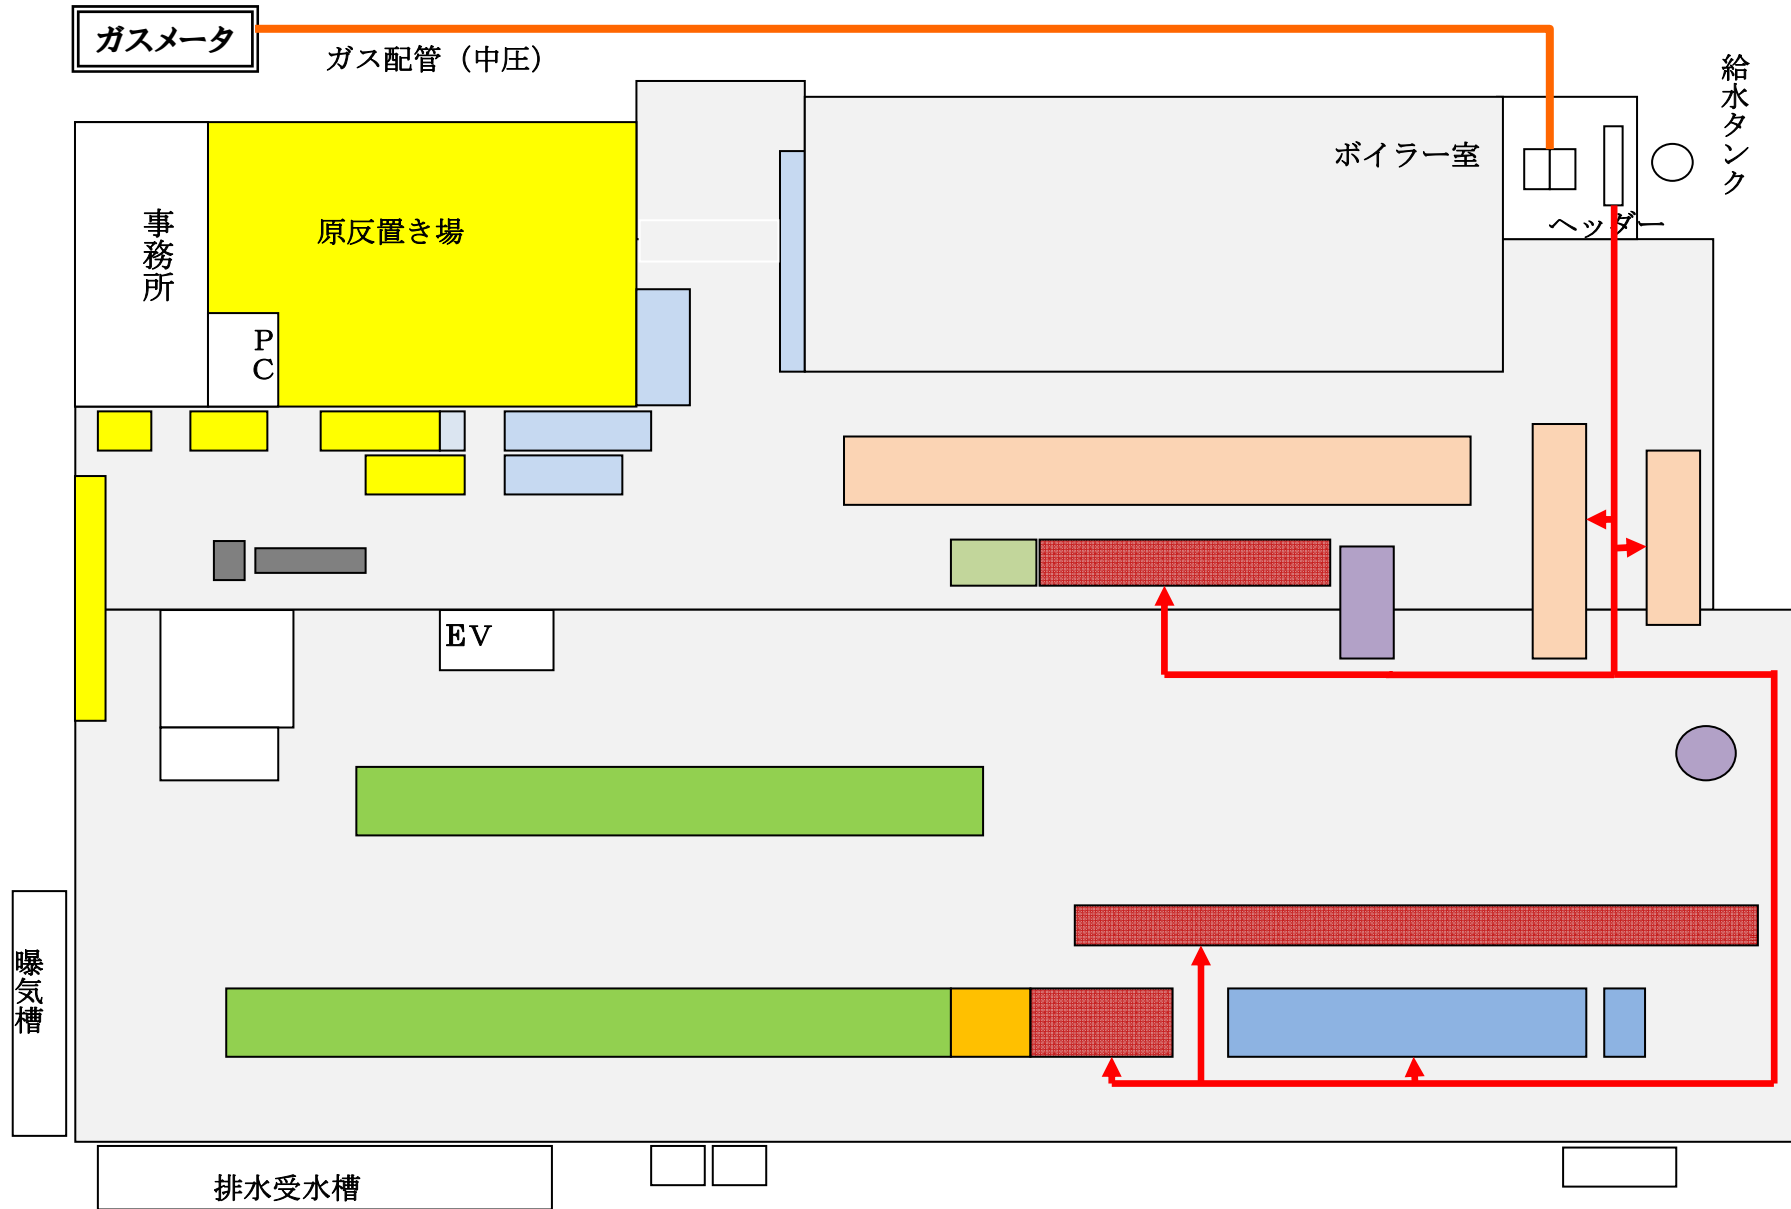 ガスメータ
ガス配管（中圧）
給水タンク
ボイラー室
事務所
原反置き場
ヘッダー
PC
EV
曝気槽
排水受水槽